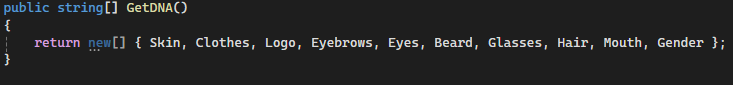 public string[] GetDNA()
{
    return new[] { Skin, Clothes, Logo, Eyebrows, Eyes, Beard, Glasses, Hair, Mouth, Gender };
}